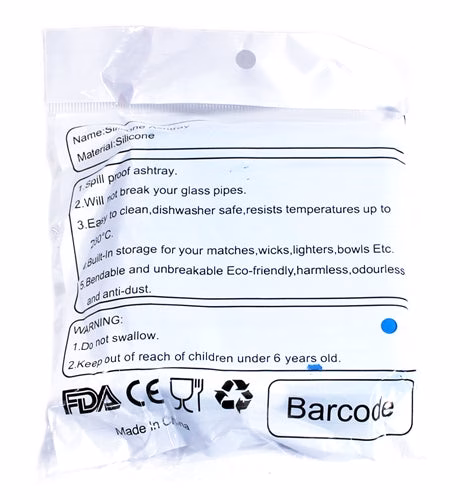 Name:Silicone Ashtray
Material:Silicone
1.Spill proof ashtray.
2.Will not break your glass pipes.
3.Easy to clean,dishwasher safe,resists temperatures up to
°C.
4.Built-In storage for your matches,wicks,lighters,bowls Etc.
5.Bendable and unbreakable Eco-friendly,harmless,odourless
and anti-dust.
WARNING:
1.Do not swallow.
2.Keep out of reach of children under 6 years old.
FDA CE
Barcode
Made In China